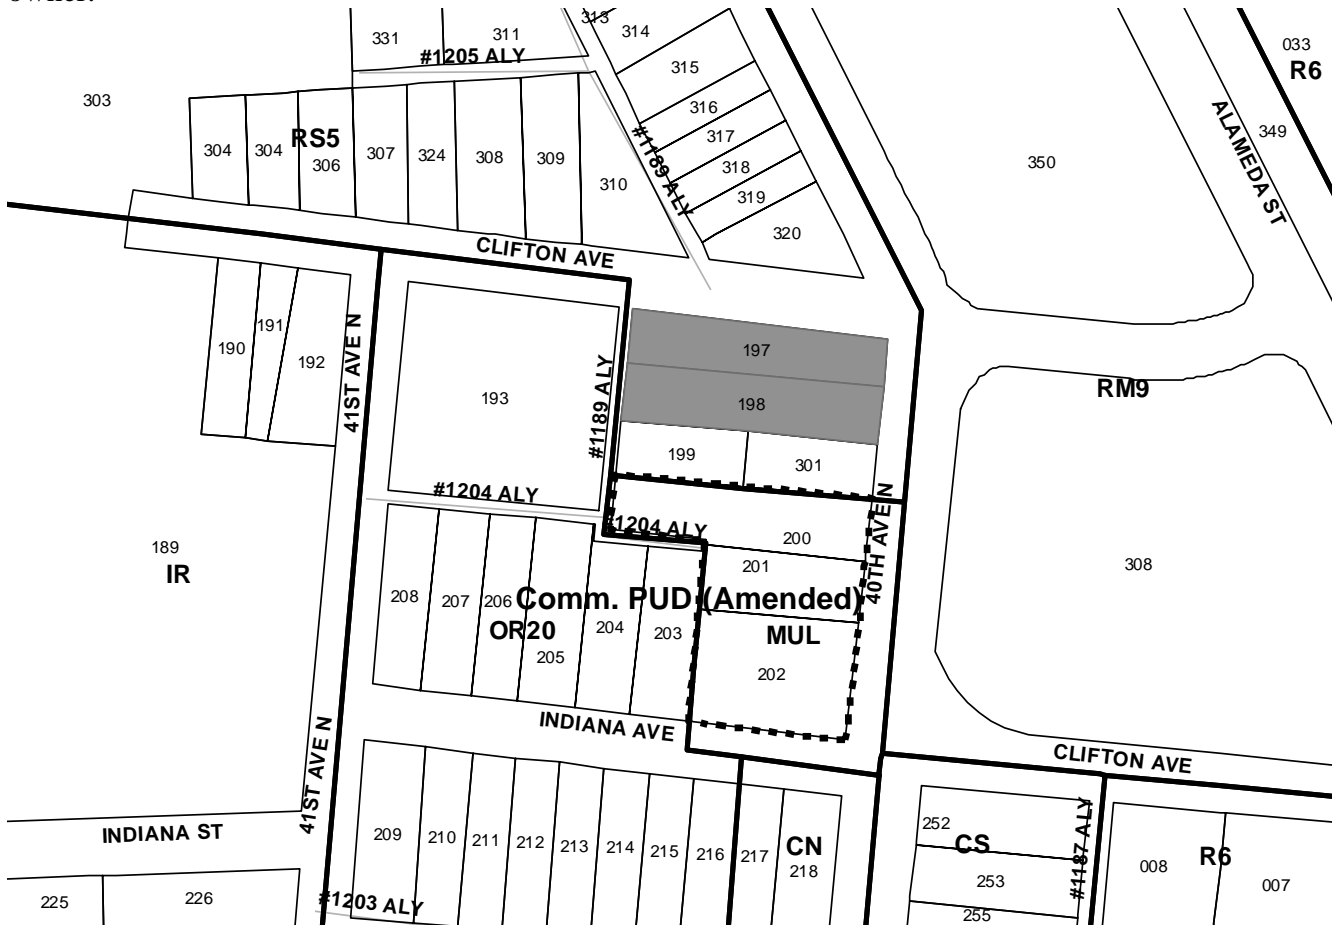 313
314
331
311
#1205 ALY
033
R6
315
303
316
ALAMEDA ST
349
RS5
317
#1189 ALY
304
304
306
307
324
308
309
310
318
350
319
320
CLIFTON AVE
190
191
192
41ST AVE N
193
#1189 ALY
197
198
RM9
199
301
#1204 ALY
#1204 ALY
200
40TH AVE N
189
IR
201
308
208
207
206
Comm. PUD (Amended)
OR20
205
204
203
MUL
202
INDIANA AVE
41ST AVE N
CLIFTON AVE
INDIANA ST
209
210
211
212
213
214
215
216
217
CN
218
252
CS
253
255
#1187 ALY
008
R6
007
225
226
#1203 ALY